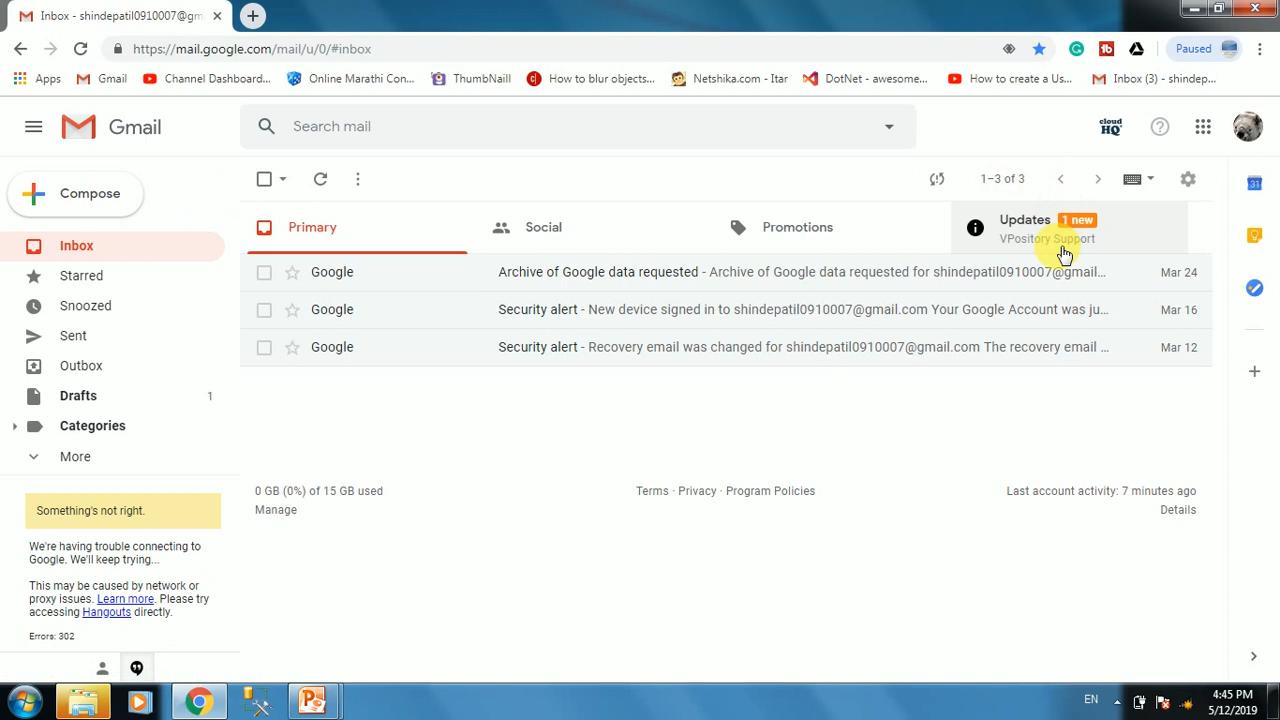 Inbox - shindepatil0910007@gm
https://mail.google.com/mail/u/0/#inbox
Paused
Apps
Gmail
Channel Dashboard...
Online Marathi Con...
ThumbNaill
How to blur objects...
Netshika.com - Itar
DotNet - awesome...
How to create a Us...
Inbox (3) - shindep...
Gmail
Search mail
cloud
HQ
Compose
1–3 of 3
Inbox
Starred
Snoozed
Sent
Outbox
Drafts 1
Categories
More
Primary
Social
Promotions
Updates 1 new
VPository Support
Google Archive of Google data requested - Archive of Google data requested for shindepatil0910007@gmail... Mar 24
Google Security alert - New device signed in to shindepatil0910007@gmail.com Your Google Account was ju... Mar 16
Google Security alert - Recovery email was changed for shindepatil0910007@gmail.com The recovery email ... Mar 12
0 GB (0%) of 15 GB used
Manage
Terms · Privacy · Program Policies
Last account activity: 7 minutes ago
Details
Something's not right.
We're having trouble connecting to
Google. We'll keep trying...
This may be caused by network or
proxy issues. Learn more. Please try
accessing Hangouts directly.
Errors: 302
31
EN
4:45 PM
5/12/2019